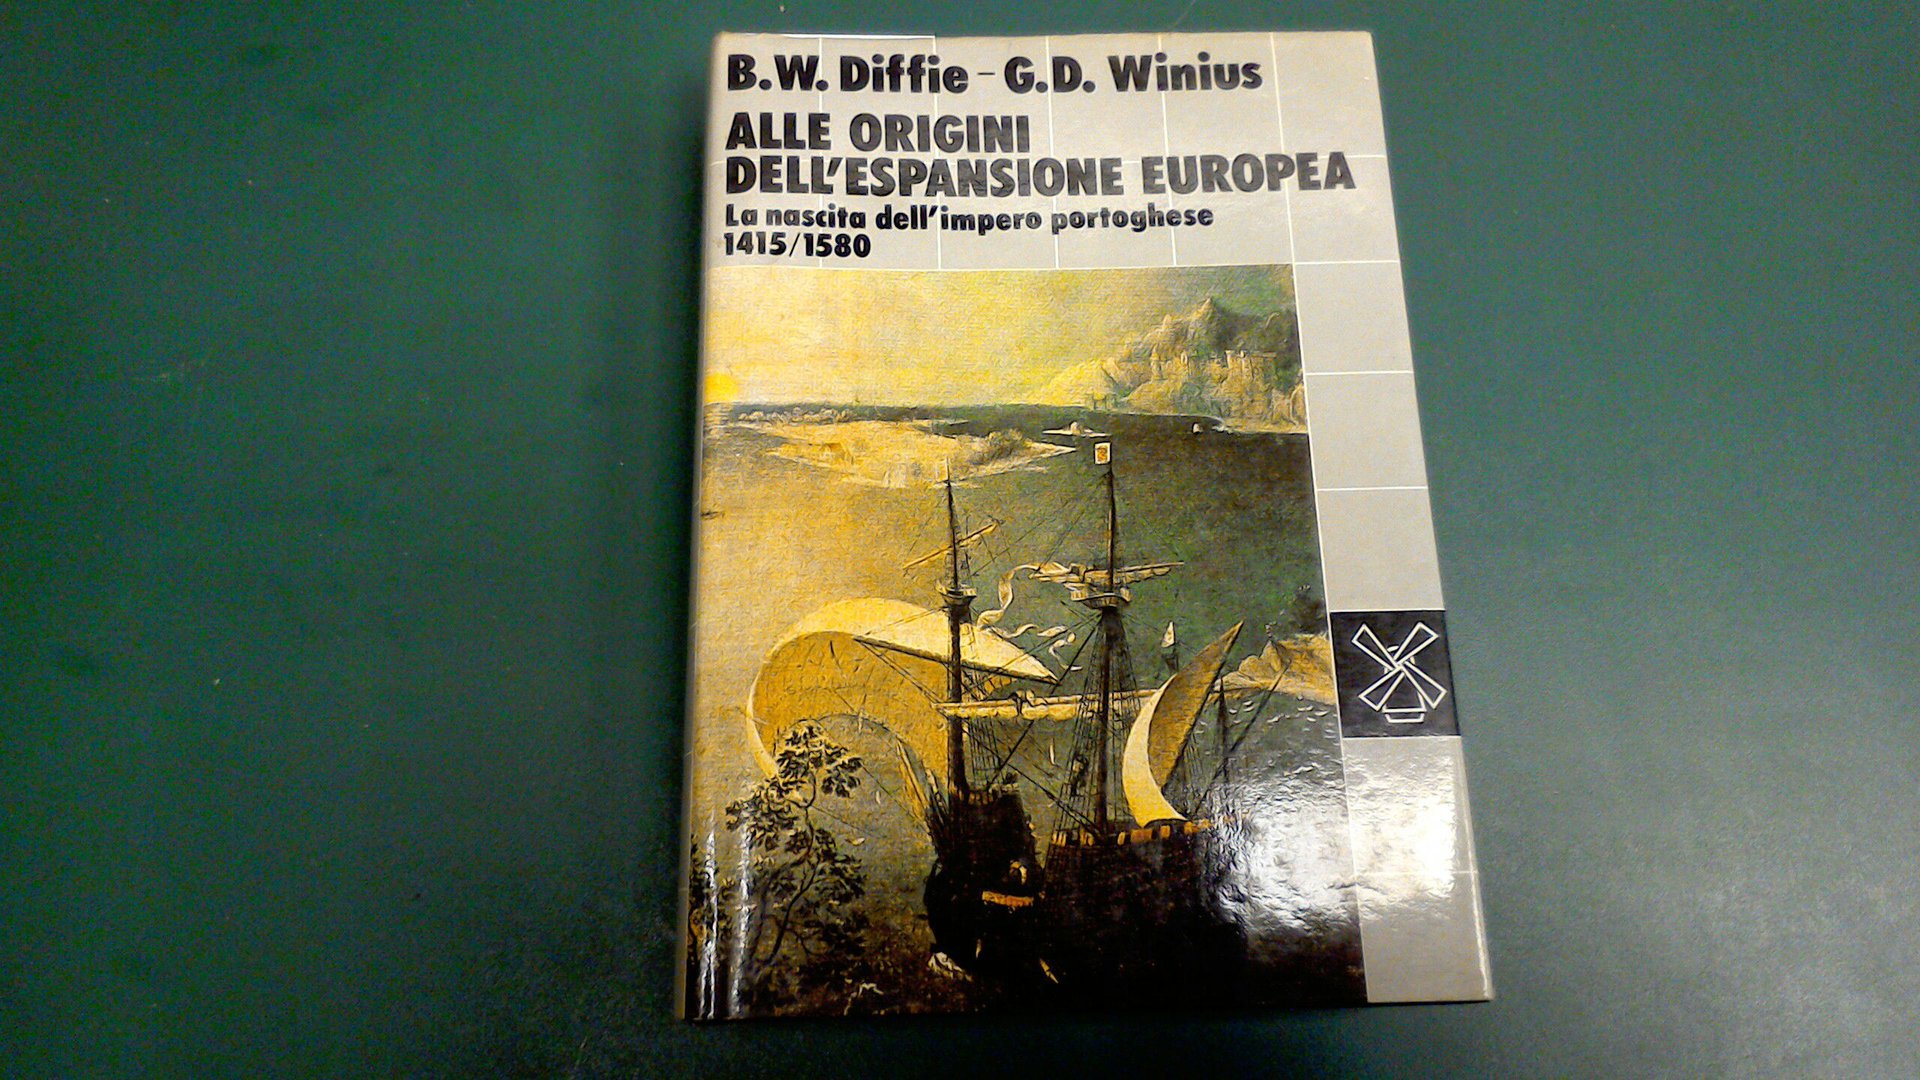 B.W. Diffie - G.D. Winius
ALLE ORIGINI
DELL'ESPANSIONE EUROPEA
La nascita dell'impero portoghese
1415/1580